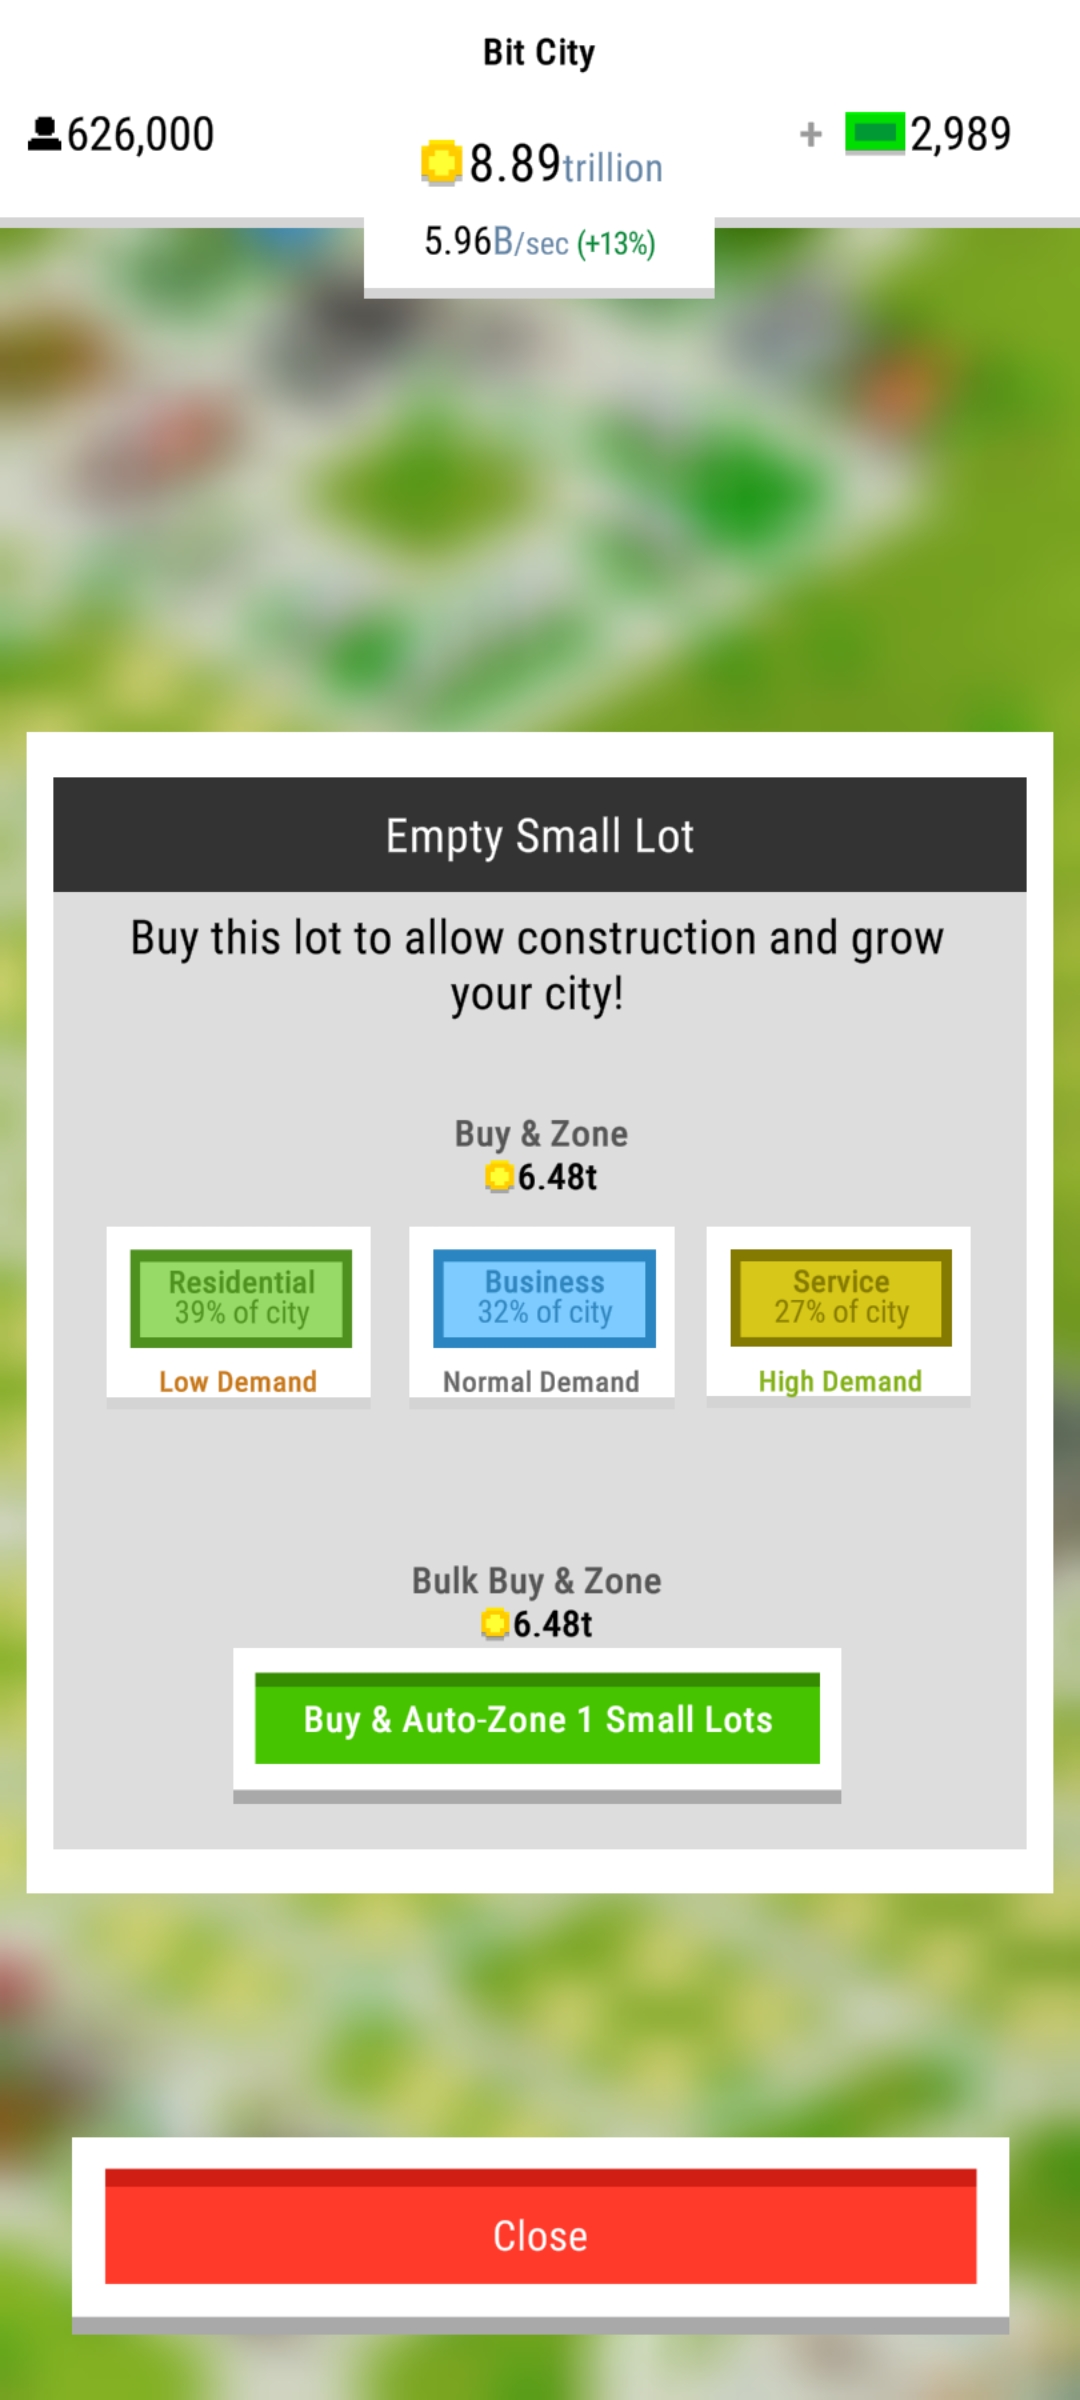 Bit City
626,000
+ 2,989
8.89trillion
5.96B/sec (+13%)
Empty Small Lot
Buy this lot to allow construction and grow
your city!
Buy & Zone
6.48t
Residential
39% of city
Low Demand
Business
32% of city
Normal Demand
Service
27% of city
High Demand
Bulk Buy & Zone
6.48t
Buy & Auto-Zone 1 Small Lots
Close